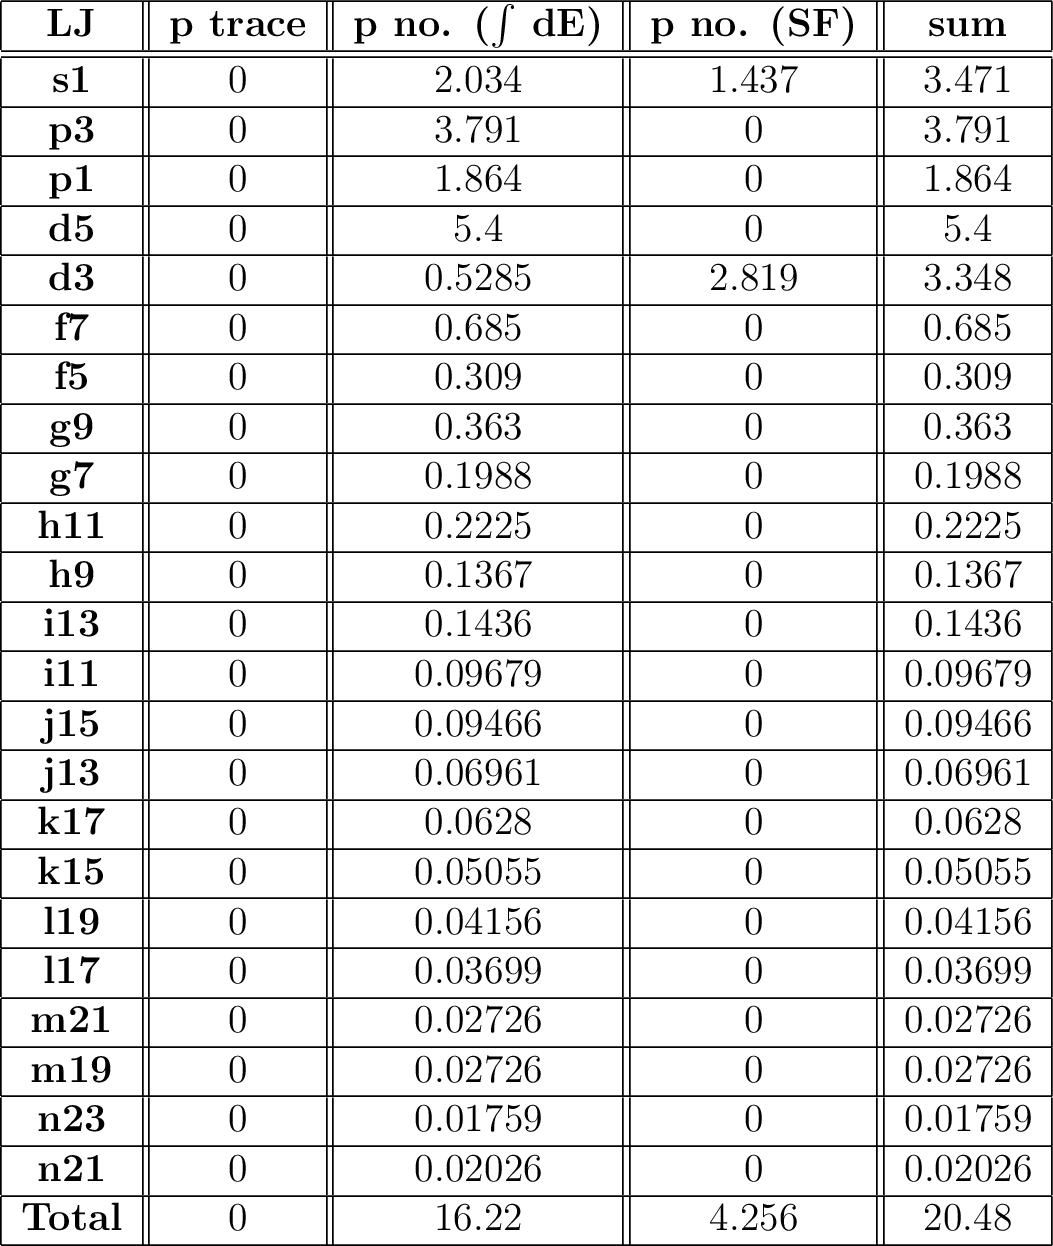 LJ p trace p no. (∫ dE) p no. (SF) sum
s1 0 2.034 1.437 3.471
p3 0 3.791 0 3.791
p1 0 1.864 0 1.864
d5 0 5.4 0 5.4
d3 0 0.5285 2.819 3.348
f7 0 0.685 0 0.685
f5 0 0.309 0 0.309
g9 0 0.363 0 0.363
g7 0 0.1988 0 0.1988
h11 0 0.2225 0 0.2225
h9 0 0.1367 0 0.1367
i13 0 0.1436 0 0.1436
i11 0 0.09679 0 0.09679
j15 0 0.09466 0 0.09466
j13 0 0.06961 0 0.06961
k17 0 0.0628 0 0.0628
k15 0 0.05055 0 0.05055
l19 0 0.04156 0 0.04156
l17 0 0.03699 0 0.03699
m21 0 0.02726 0 0.02726
m19 0 0.02726 0 0.02726
n23 0 0.01759 0 0.01759
n21 0 0.02026 0 0.02026
Total 0 16.22 4.256 20.48